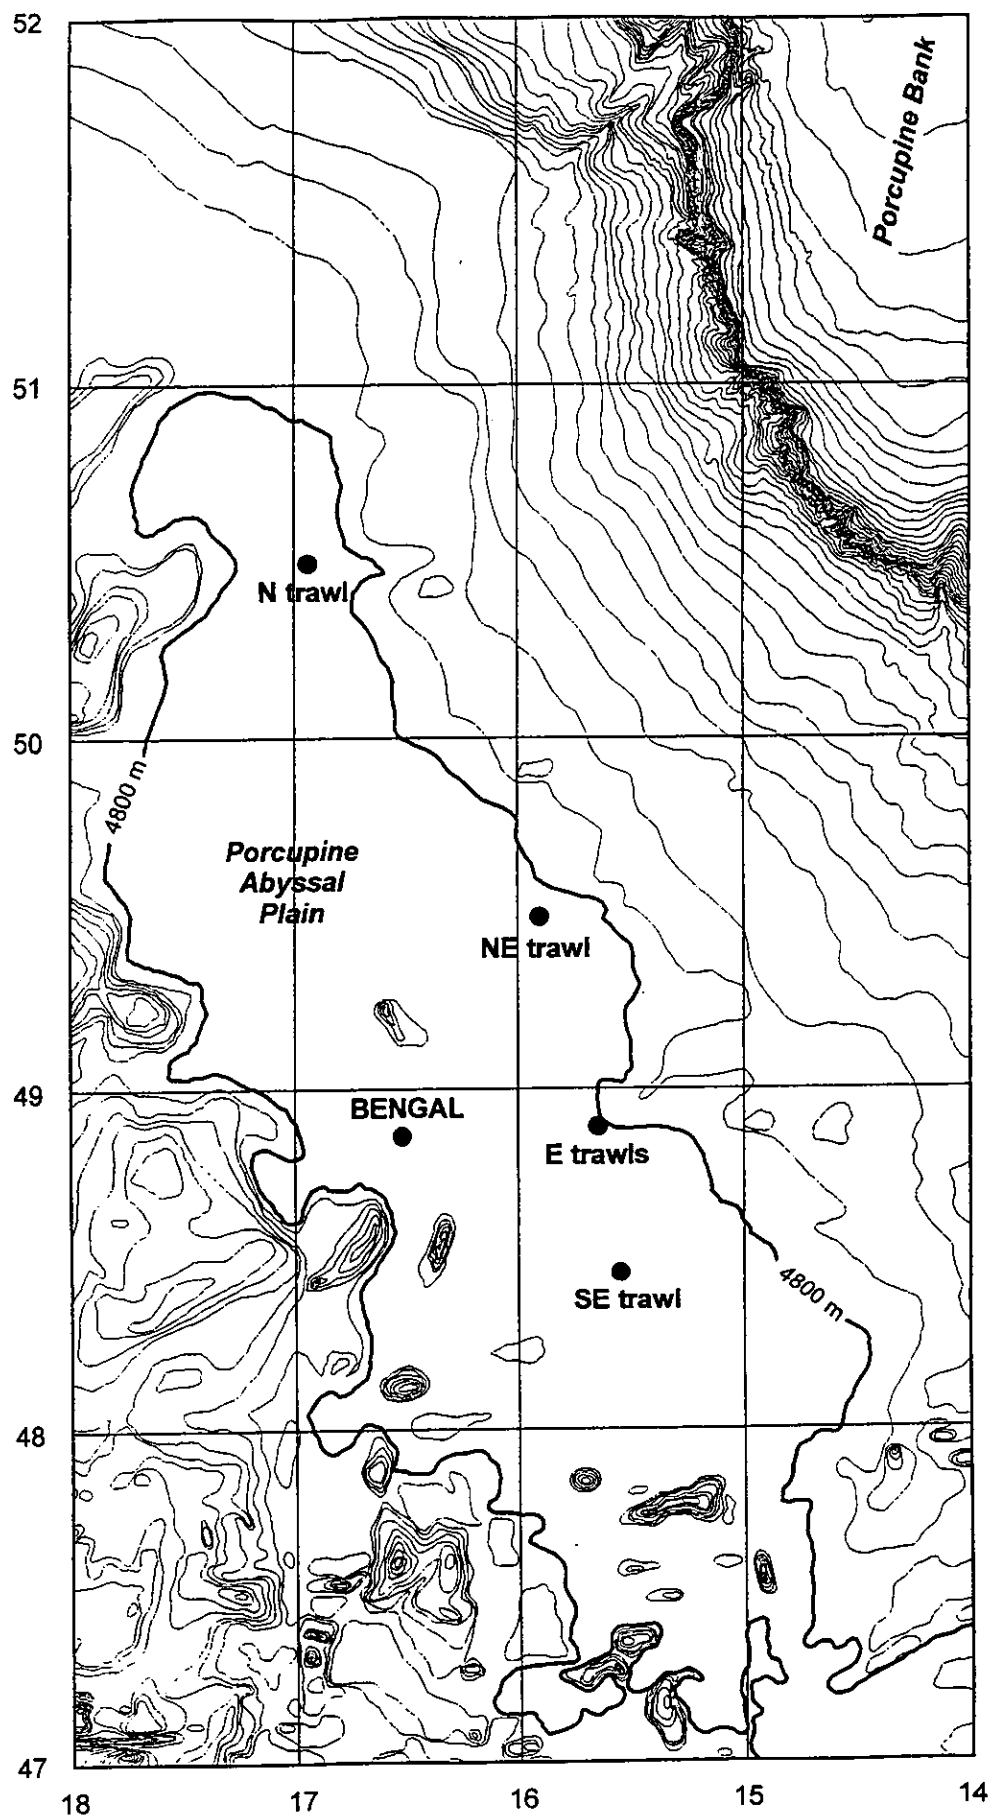 52
Porcupine Bank
51
N trawl
50
4800 m
Porcupine
Abyssal
Plain
NE trawl
49
BENGAL
E trawls
SE trawl
4800 m
48
47
18
17
16
15
14